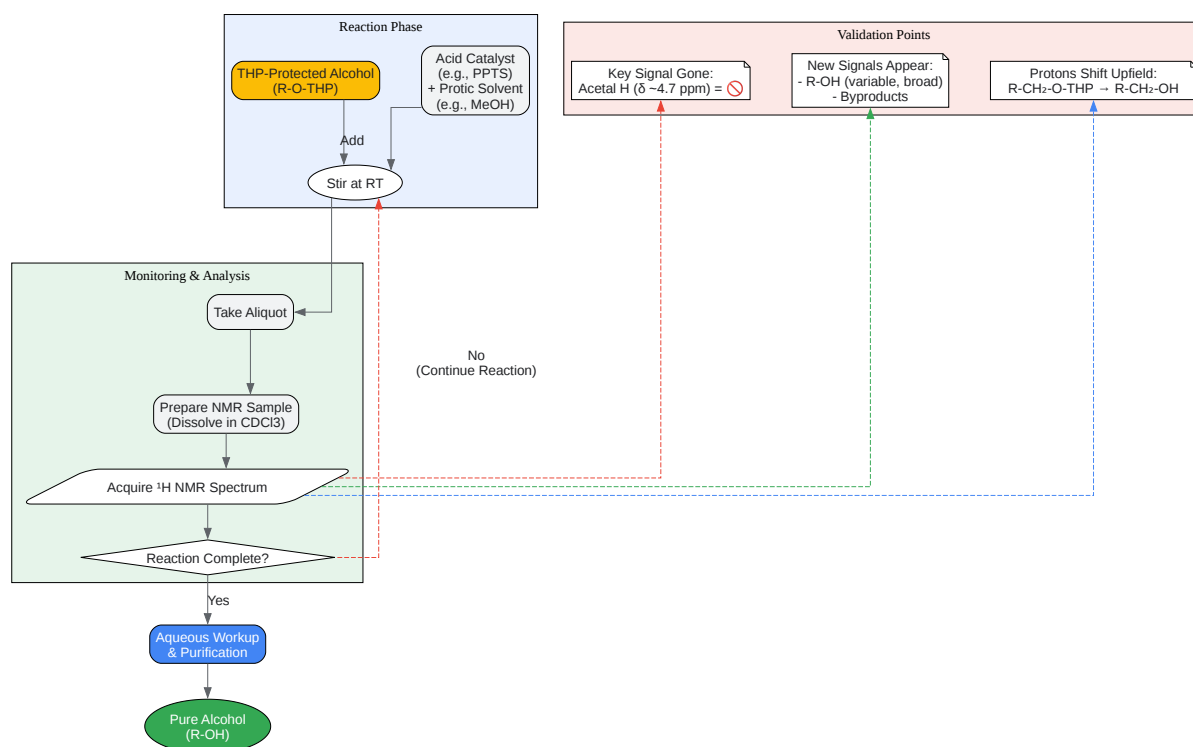 Reaction Phase
THP-Protected Alcohol
(R-O-THP)
Acid Catalyst
(e.g., PPTS)
+ Protic Solvent
(e.g., MeOH)
Add
Stir at RT
Validation Points
Key Signal Gone:
Acetal H (δ ~4.7 ppm) = 🚫
New Signals Appear:
- R-OH (variable, broad)
- Byproducts
Protons Shift Upfield:
R-CH₂-O-THP → R-CH₂-OH
Monitoring & Analysis
Take Aliquot
No
(Continue Reaction)
Prepare NMR Sample
(Dissolve in CDCl3)
Acquire ¹H NMR Spectrum
Reaction Complete?
Yes
Aqueous Workup
& Purification
Pure Alcohol
(R-OH)